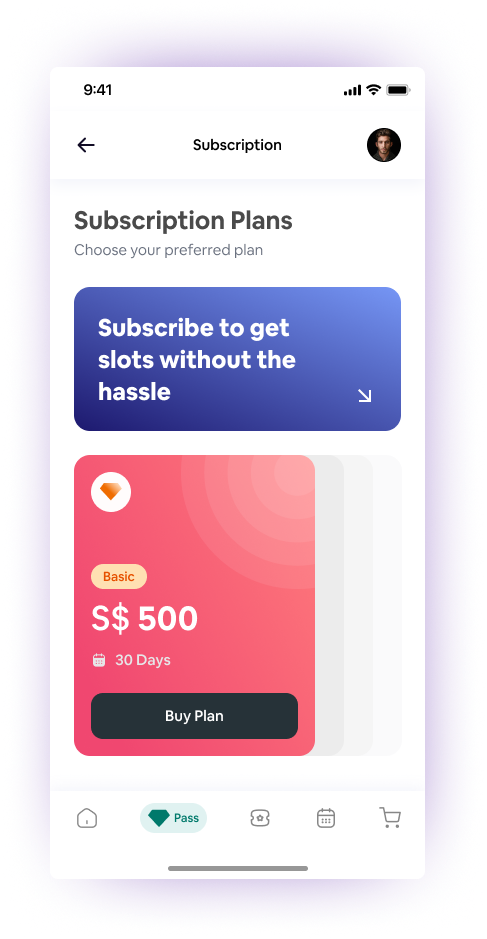 9:41
Subscription
Subscription Plans
Choose your preferred plan
Subscribe to get
slots without the
hassle
Basic
S$ 500
30 Days
Buy Plan
Pass